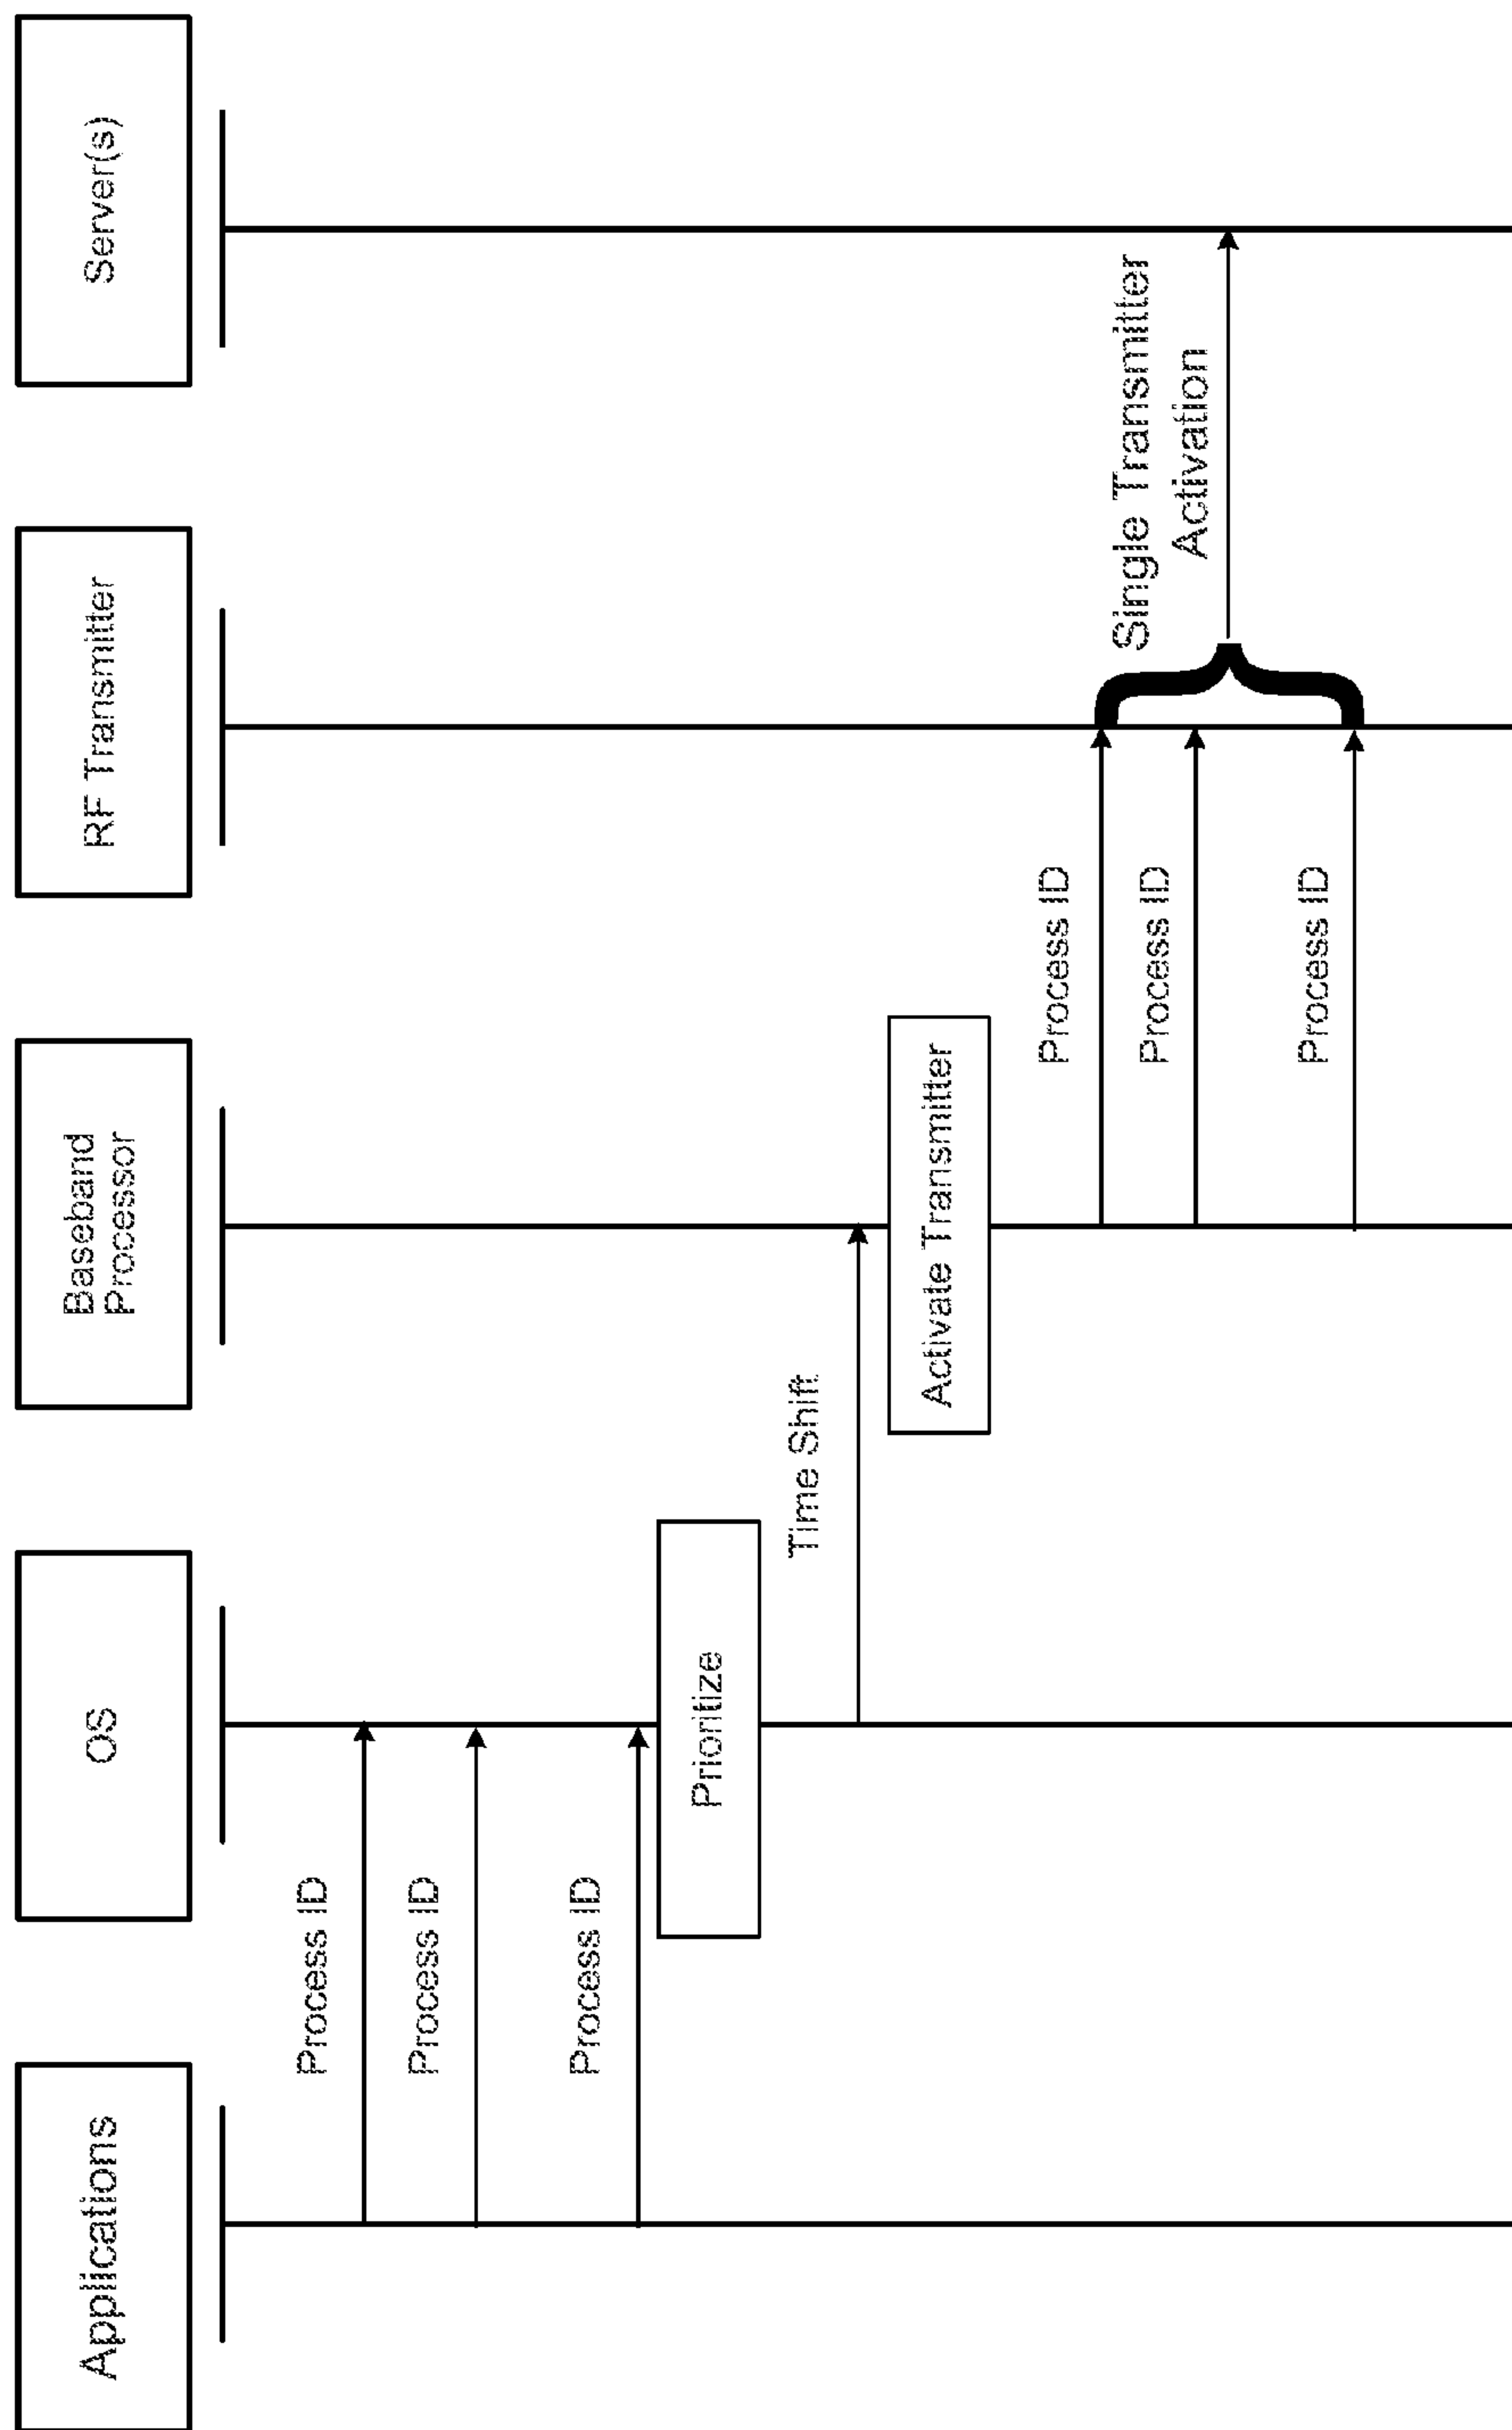 Applications
OS
Baseband
Processor
RF Transmitter
Server(s)
Process ID
Process ID
Process ID
Prioritize
Time Shift
Activate Transmitter
Process ID
Process ID
Process ID
Single Transmitter
Activation